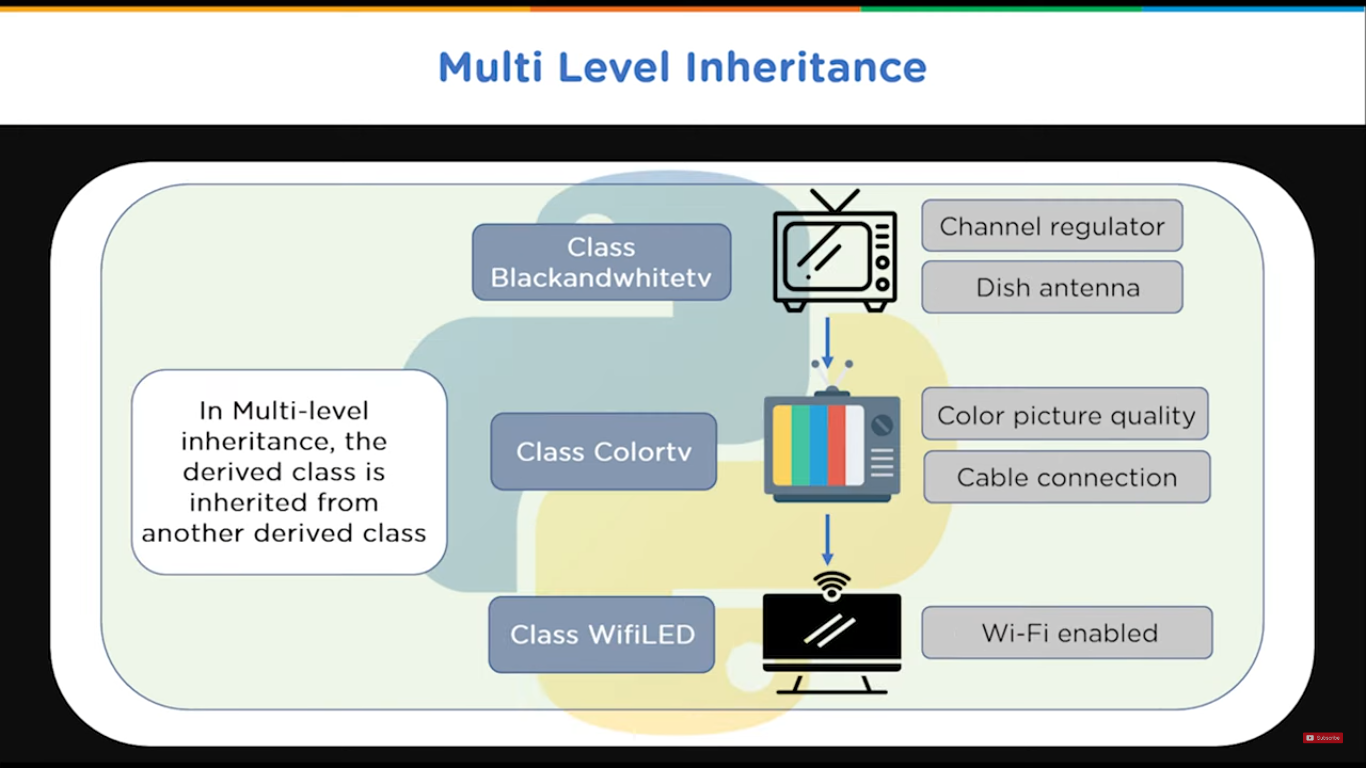 Multi Level Inheritance
Class
Blackandwhitetv
Channel regulator
Dish antenna
In Multi-level
inheritance, the
derived class is
inherited from
another derived class
Class Colortv
Color picture quality
Cable connection
Class WifiLED
Wi-Fi enabled
Subscribe